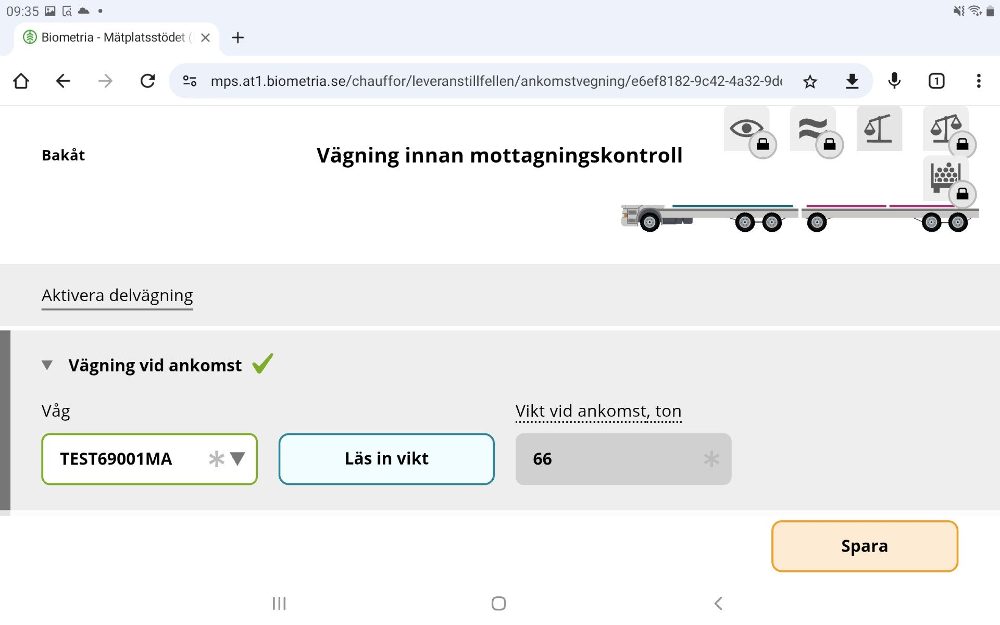 09:35
Biometria - Mätplatsstödet (
mps.at1.biometria.se/chauffor/leveranstillfellen/ankomstvegning/e6ef8182-9c42-4a32-9d
1
Bakåt
Vägning innan mottagningskontroll
Aktivera delvägning
Vägning vid ankomst
Våg
Vikt vid ankomst, ton
TEST69001MA
Läs in vikt
66
Spara